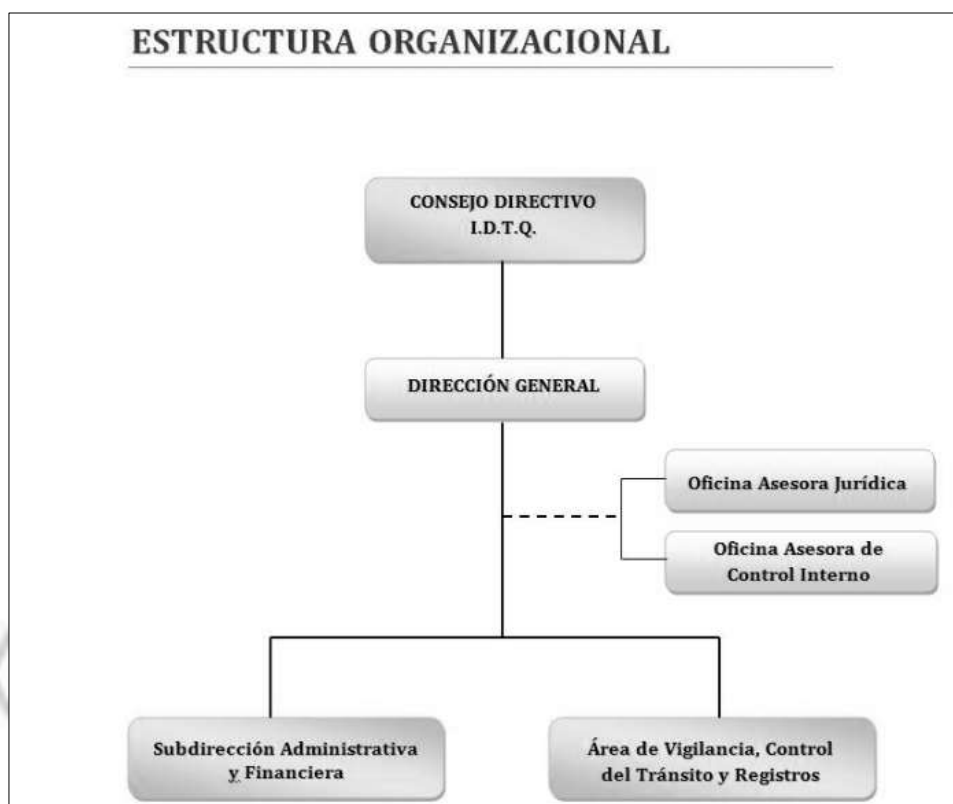 ESTRUCTURA ORGANIZACIONAL
CONSEJO DIRECTIVO
I.D.T.Q.
DIRECCIÓN GENERAL
Oficina Asesora Jurídica
Oficina Asesora de
Control Interno
Subdirección Administrativa
y Financiera
Área de Vigilancia, Control
del Tránsito y Registros